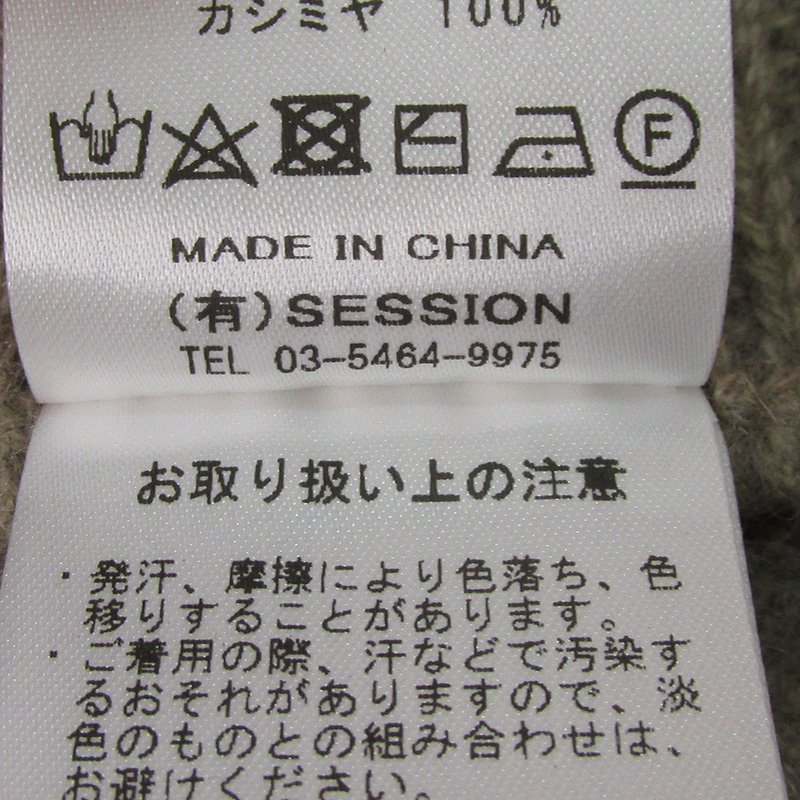 カシミヤ 100%
F
MADE IN CHINA
(有)SESSION
TEL 03-5464-9975
お取り扱い上の注意
・発汗、摩擦により色落ち、色
移りすることがあります。
・ご着用の際、汗などで汚染す
るおそれがありますので、淡
色のものとの組み合わせは、
お避けください。